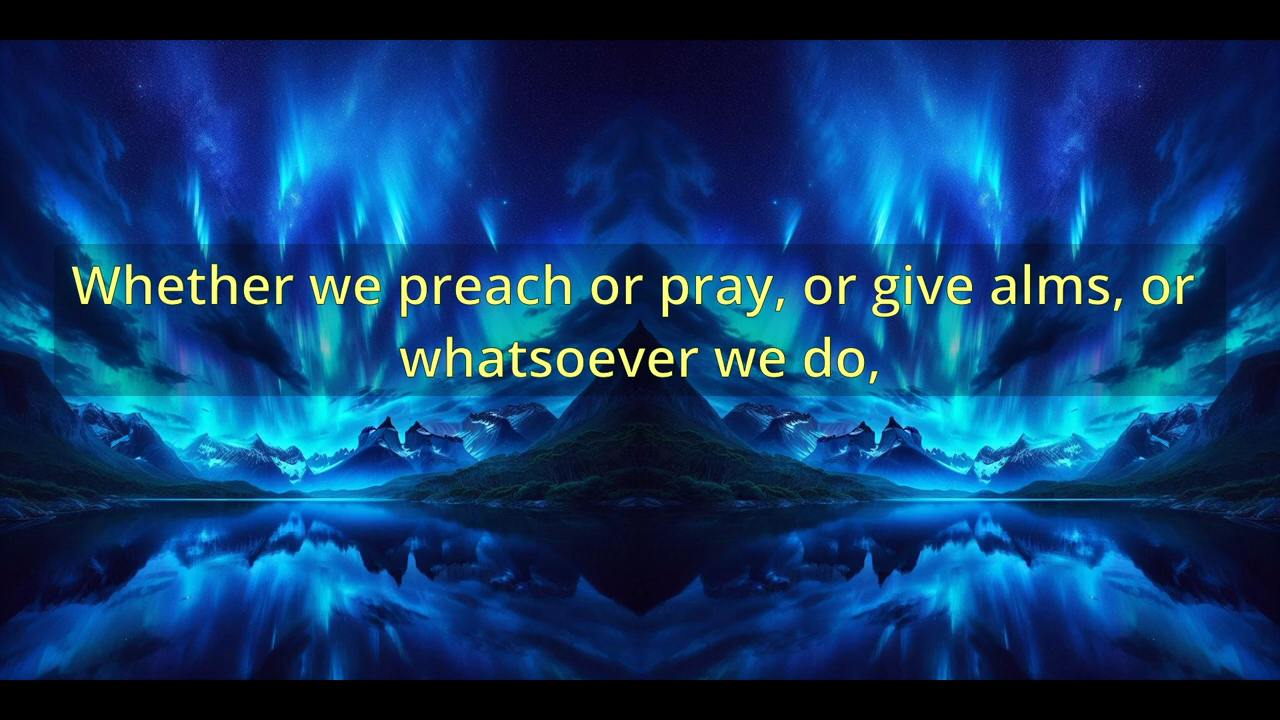 Whether we preach or pray, or give alms, or
whatsoever we do,